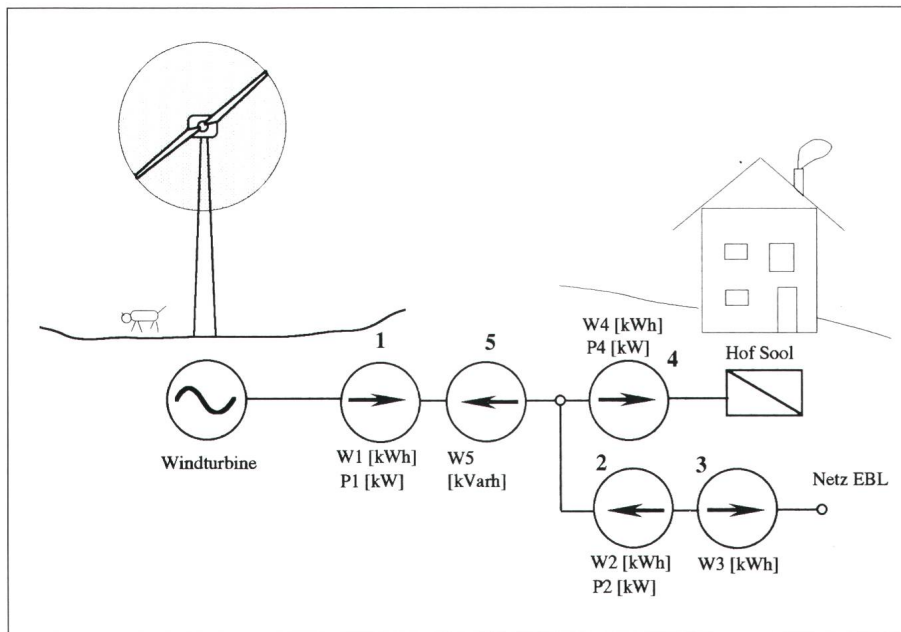 W4 [kWh]
P4 [kW]
4
Hof Sool
1
5
Windturbine
W1 [kWh]
P1 [kW]
W5
[kVarh]
2
3
Netz EBL
W2 [kWh]
P2 [kW]
W3 [kWh]